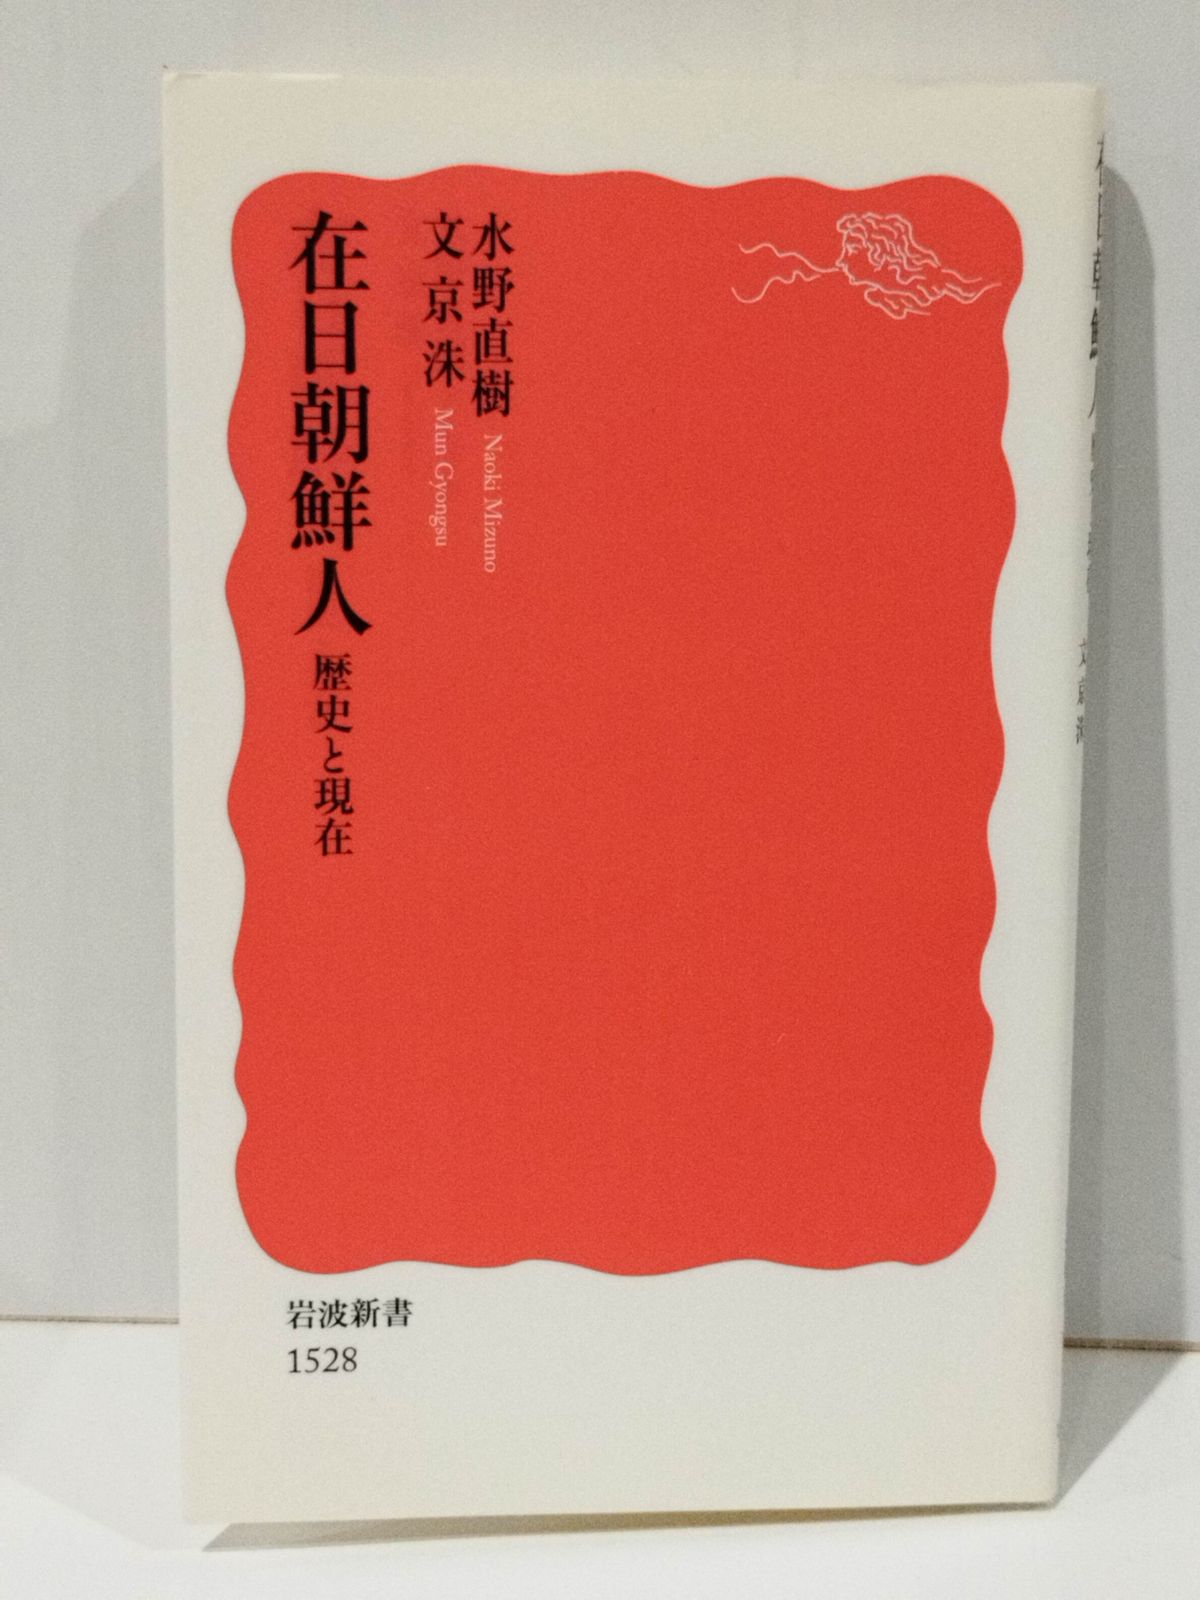 水野直樹 Naoki Mizuno
文京洙 Mun Gyongsu
在日朝鮮人 歴史と現在
岩波新書
1528